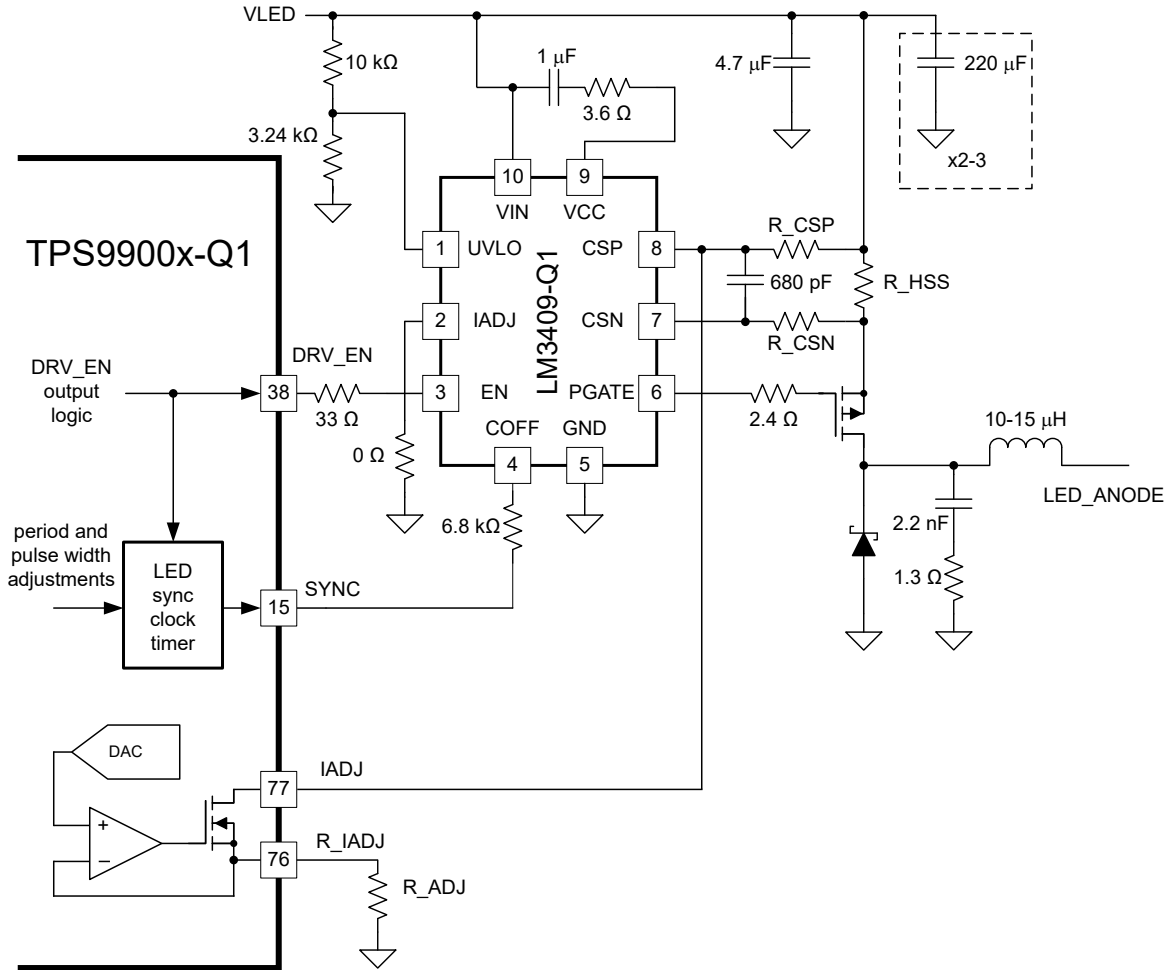 VLED
10 kΩ
3.24 kΩ
1 μF
3.6 Ω
4.7 μF
220 μF
x2-3
TPS9900x-Q1
10
9
VIN
VCC
1
UVLO
CSP
8
2
IADJ
CSN
7
3
EN
PGATE
6
COFF
GND
4
5
LM3409-Q1
R_CSP
680 pF
R_CSN
R_HSS
DRV_EN
output
logic
38
DRV_EN
33 Ω
0 Ω
6.8 kΩ
2.4 Ω
10-15 μH
LED_ANODE
2.2 nF
1.3 Ω
period and
pulse width
adjustments
LED
sync
clock
timer
15
SYNC
DAC
+
−
77
IADJ
76
R_IADJ
R_ADJ